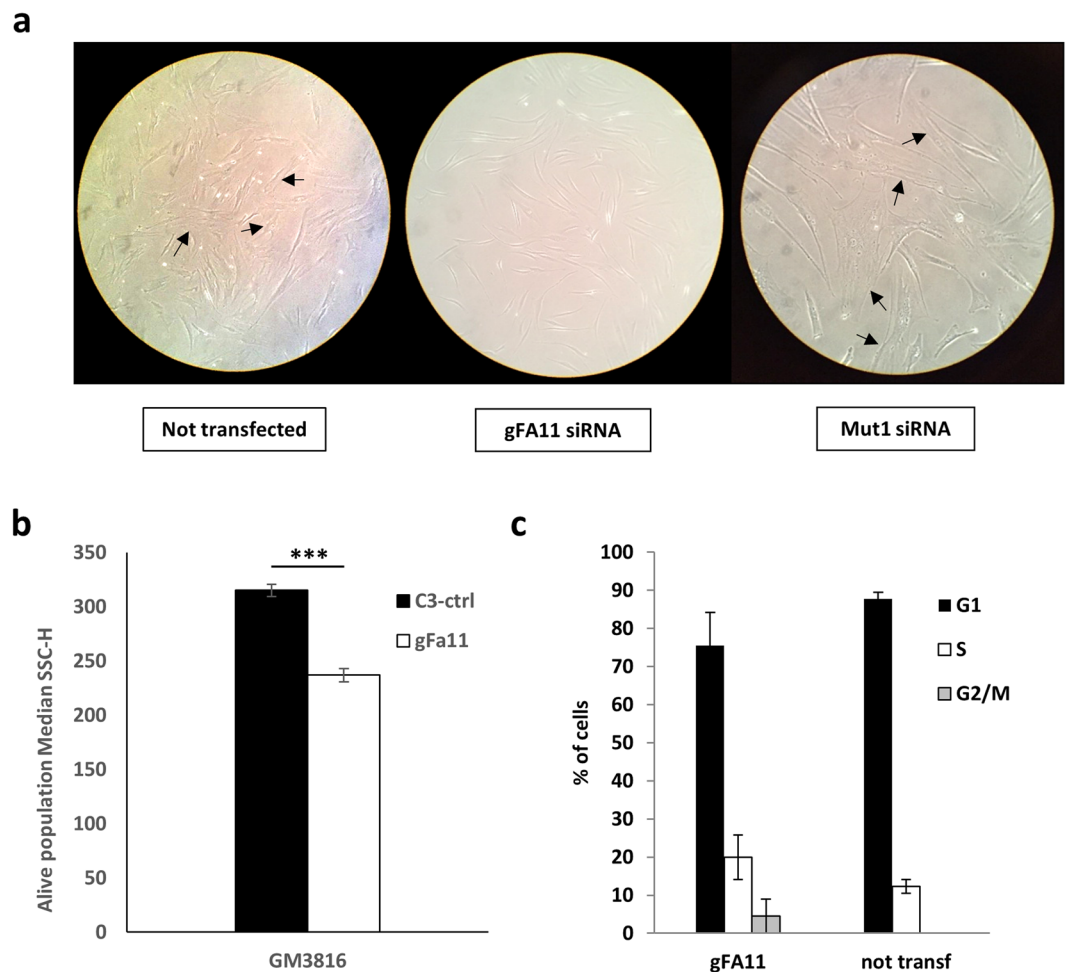 a
Not transfected
gFA11 siRNA
Mut1 siRNA
b
350
300
250
200
150
100
50
0
Alive population Median SSC-H
***
C3-ctrl
gFa11
GM3816
c
100
90
80
70
60
50
40
30
20
10
0
% of cells
G1
S
G2/M
gFA11
not transf